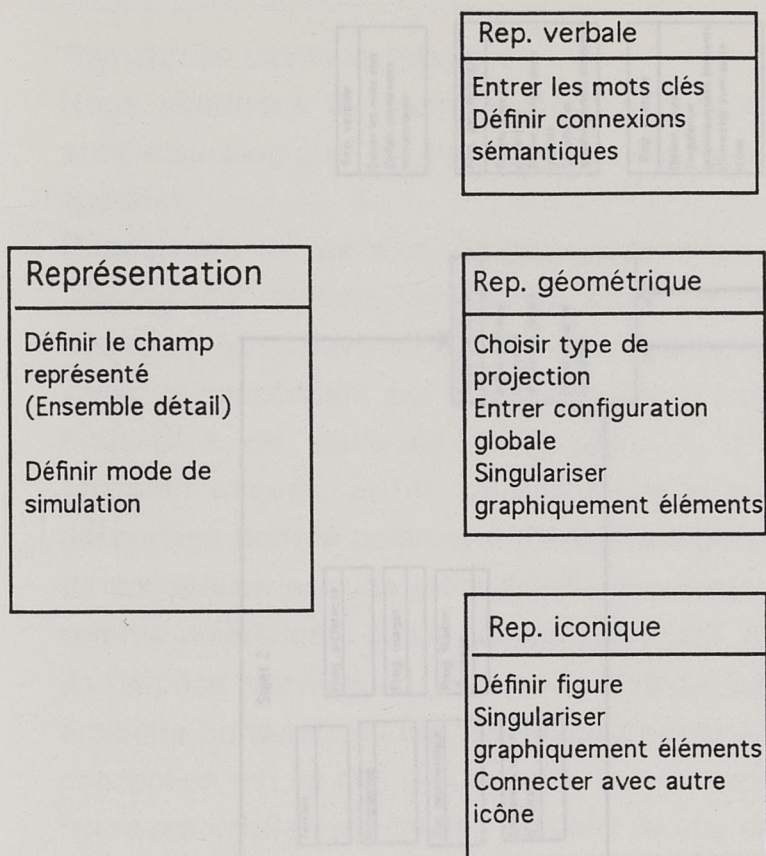 Rep. verbale
Entrer les mots clés
Définir connexions
sémantiques
Représentation
Définir le champ
représenté
(Ensemble détail)
Définir mode de
simulation
Rep. géométrique
Choisir type de
projection
Entrer configuration
globale
Singulariser
graphiquement éléments
Rep. iconique
Définir figure
Singulariser
graphiquement éléments
Connecter avec autre
icône